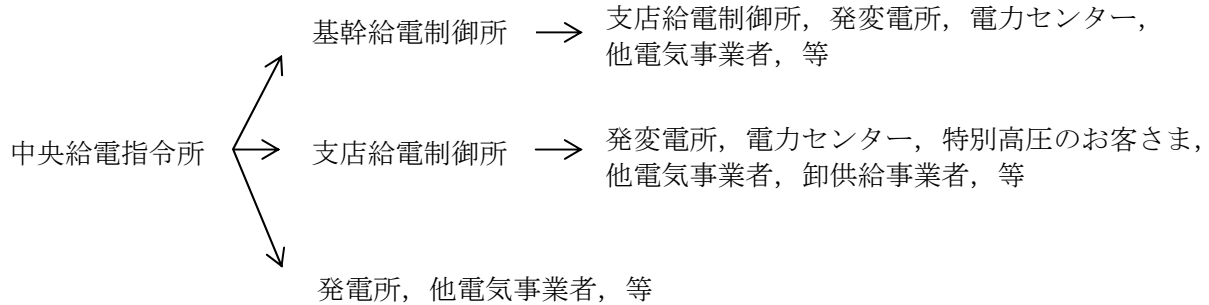 基幹給電制御所
支店給電制御所，発変電所，電力センター，
他電気事業者，等
中央給電指令所
支店給電制御所
発変電所，電力センター，特別高圧のお客さま，
他電気事業者，卸供給事業者，等
発電所，他電気事業者，等